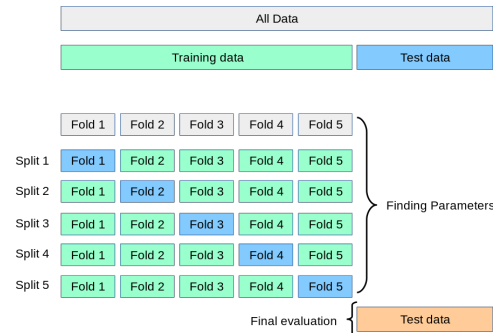 All Data
Training data Test data
Fold 1 Fold 2 Fold 3 Fold 4 Fold 5
Split 1 Fold 1 Fold 2 Fold 3 Fold 4 Fold 5
Split 2 Fold 1 Fold 2 Fold 3 Fold 4 Fold 5
Finding Parameters
Split 3 Fold 1 Fold 2 Fold 3 Fold 4 Fold 5
Split 4 Fold 1 Fold 2 Fold 3 Fold 4 Fold 5
Split 5 Fold 1 Fold 2 Fold 3 Fold 4 Fold 5
Final evaluation Test data